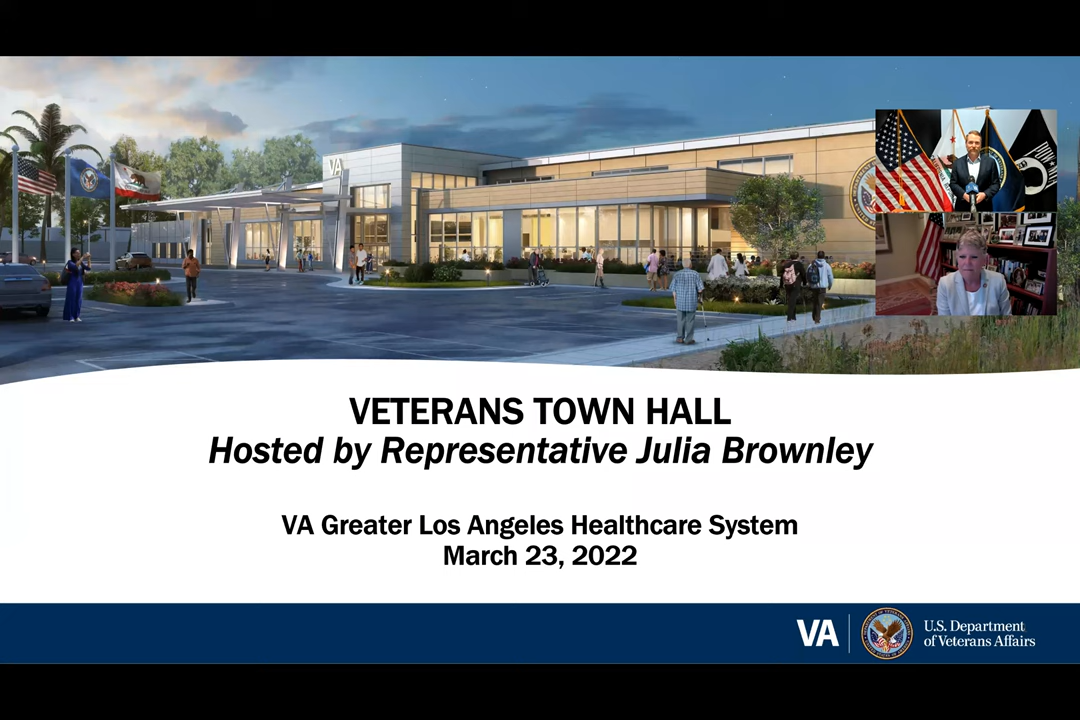 VA
VETERANS TOWN HALL
Hosted by Representative Julia Brownley
VA Greater Los Angeles Healthcare System
March 23, 2022
VA
U.S. Department
of Veterans Affairs